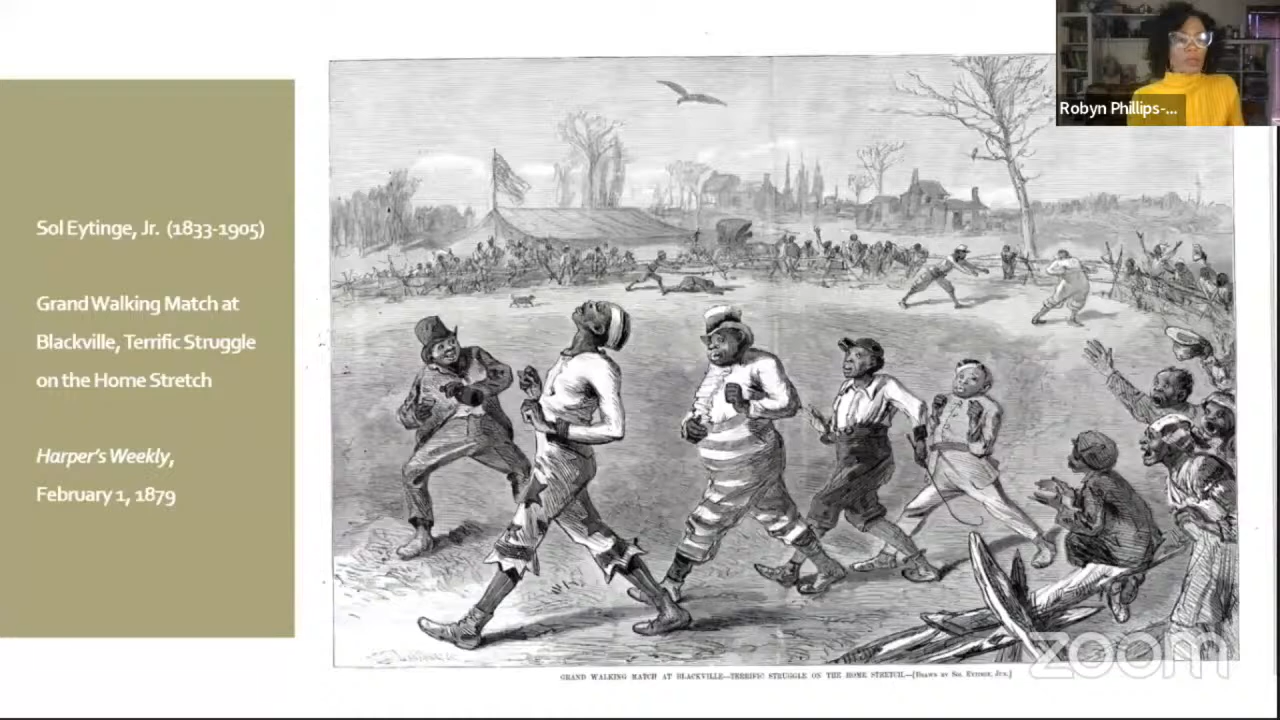 Robyn Phillips-...
Sol Eytinge, Jr. (1833-1905)
Grand Walking Match at
Blackville, Terrific Struggle
on the Home Stretch
Harper's Weekly,
February 1, 1879
GRAND WALKING MATCH AT BLACKVILLE—TERRIFIC STRUGGLE ON THE HOME STRETCH.—[Drawn by Sol Eytinge, Jun.]
zoom